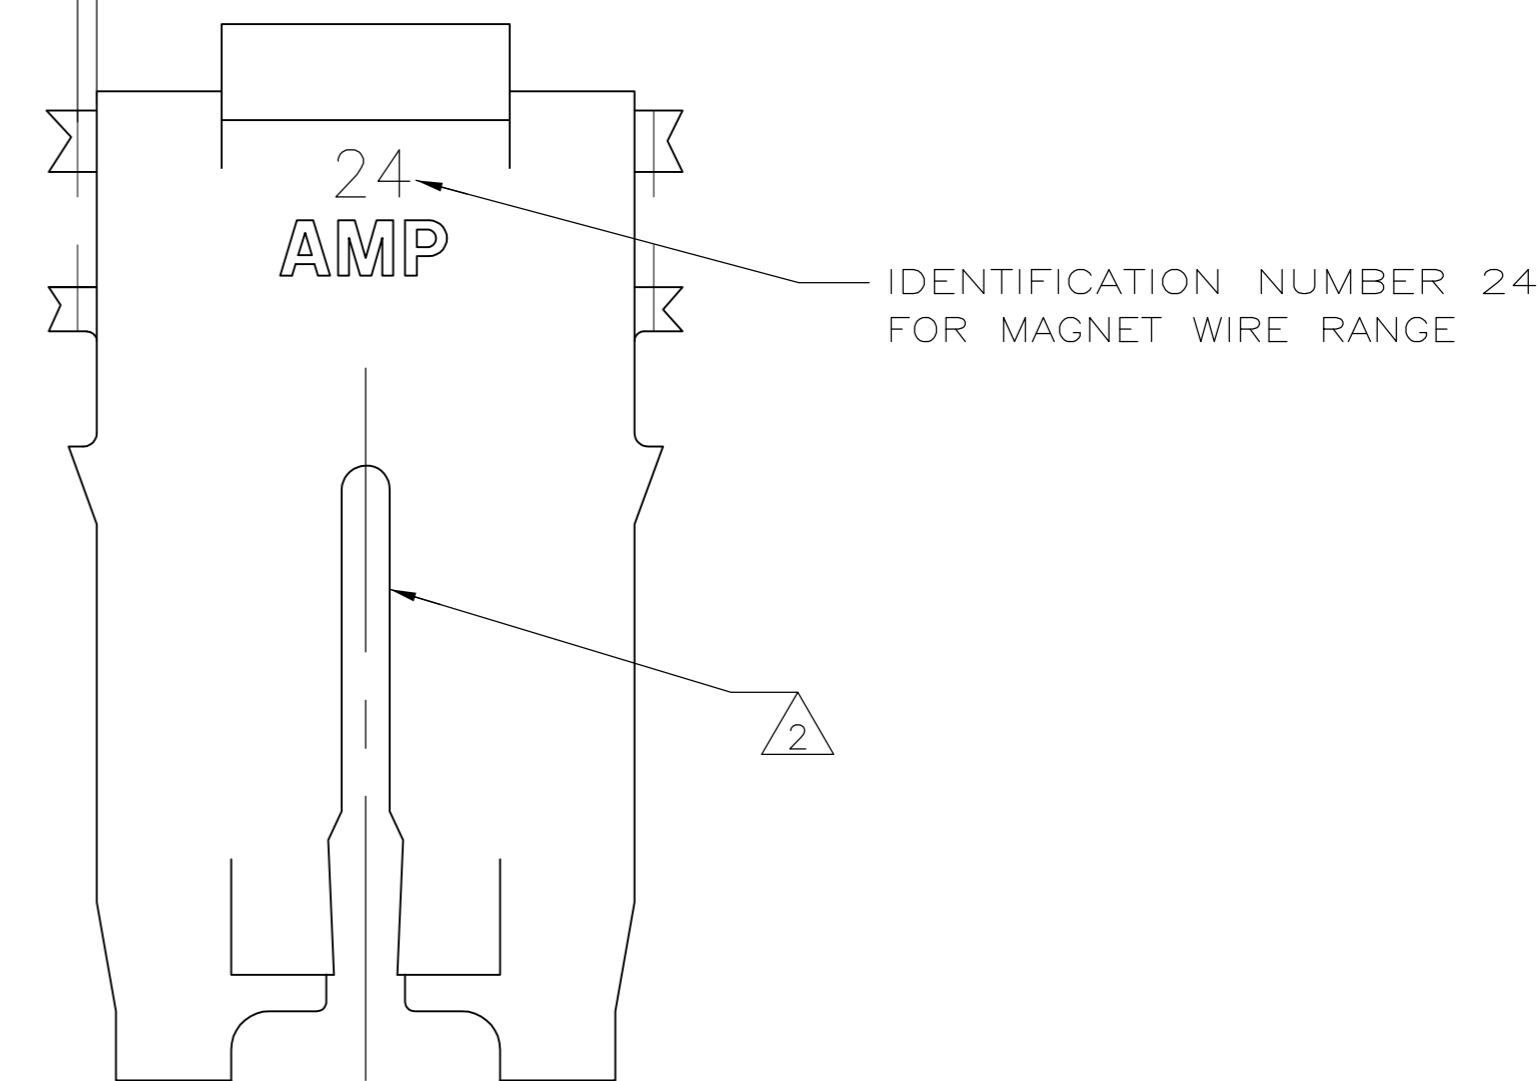 24
AMP
IDENTIFICATION NUMBER 24
FOR MAGNET WIRE RANGE
2